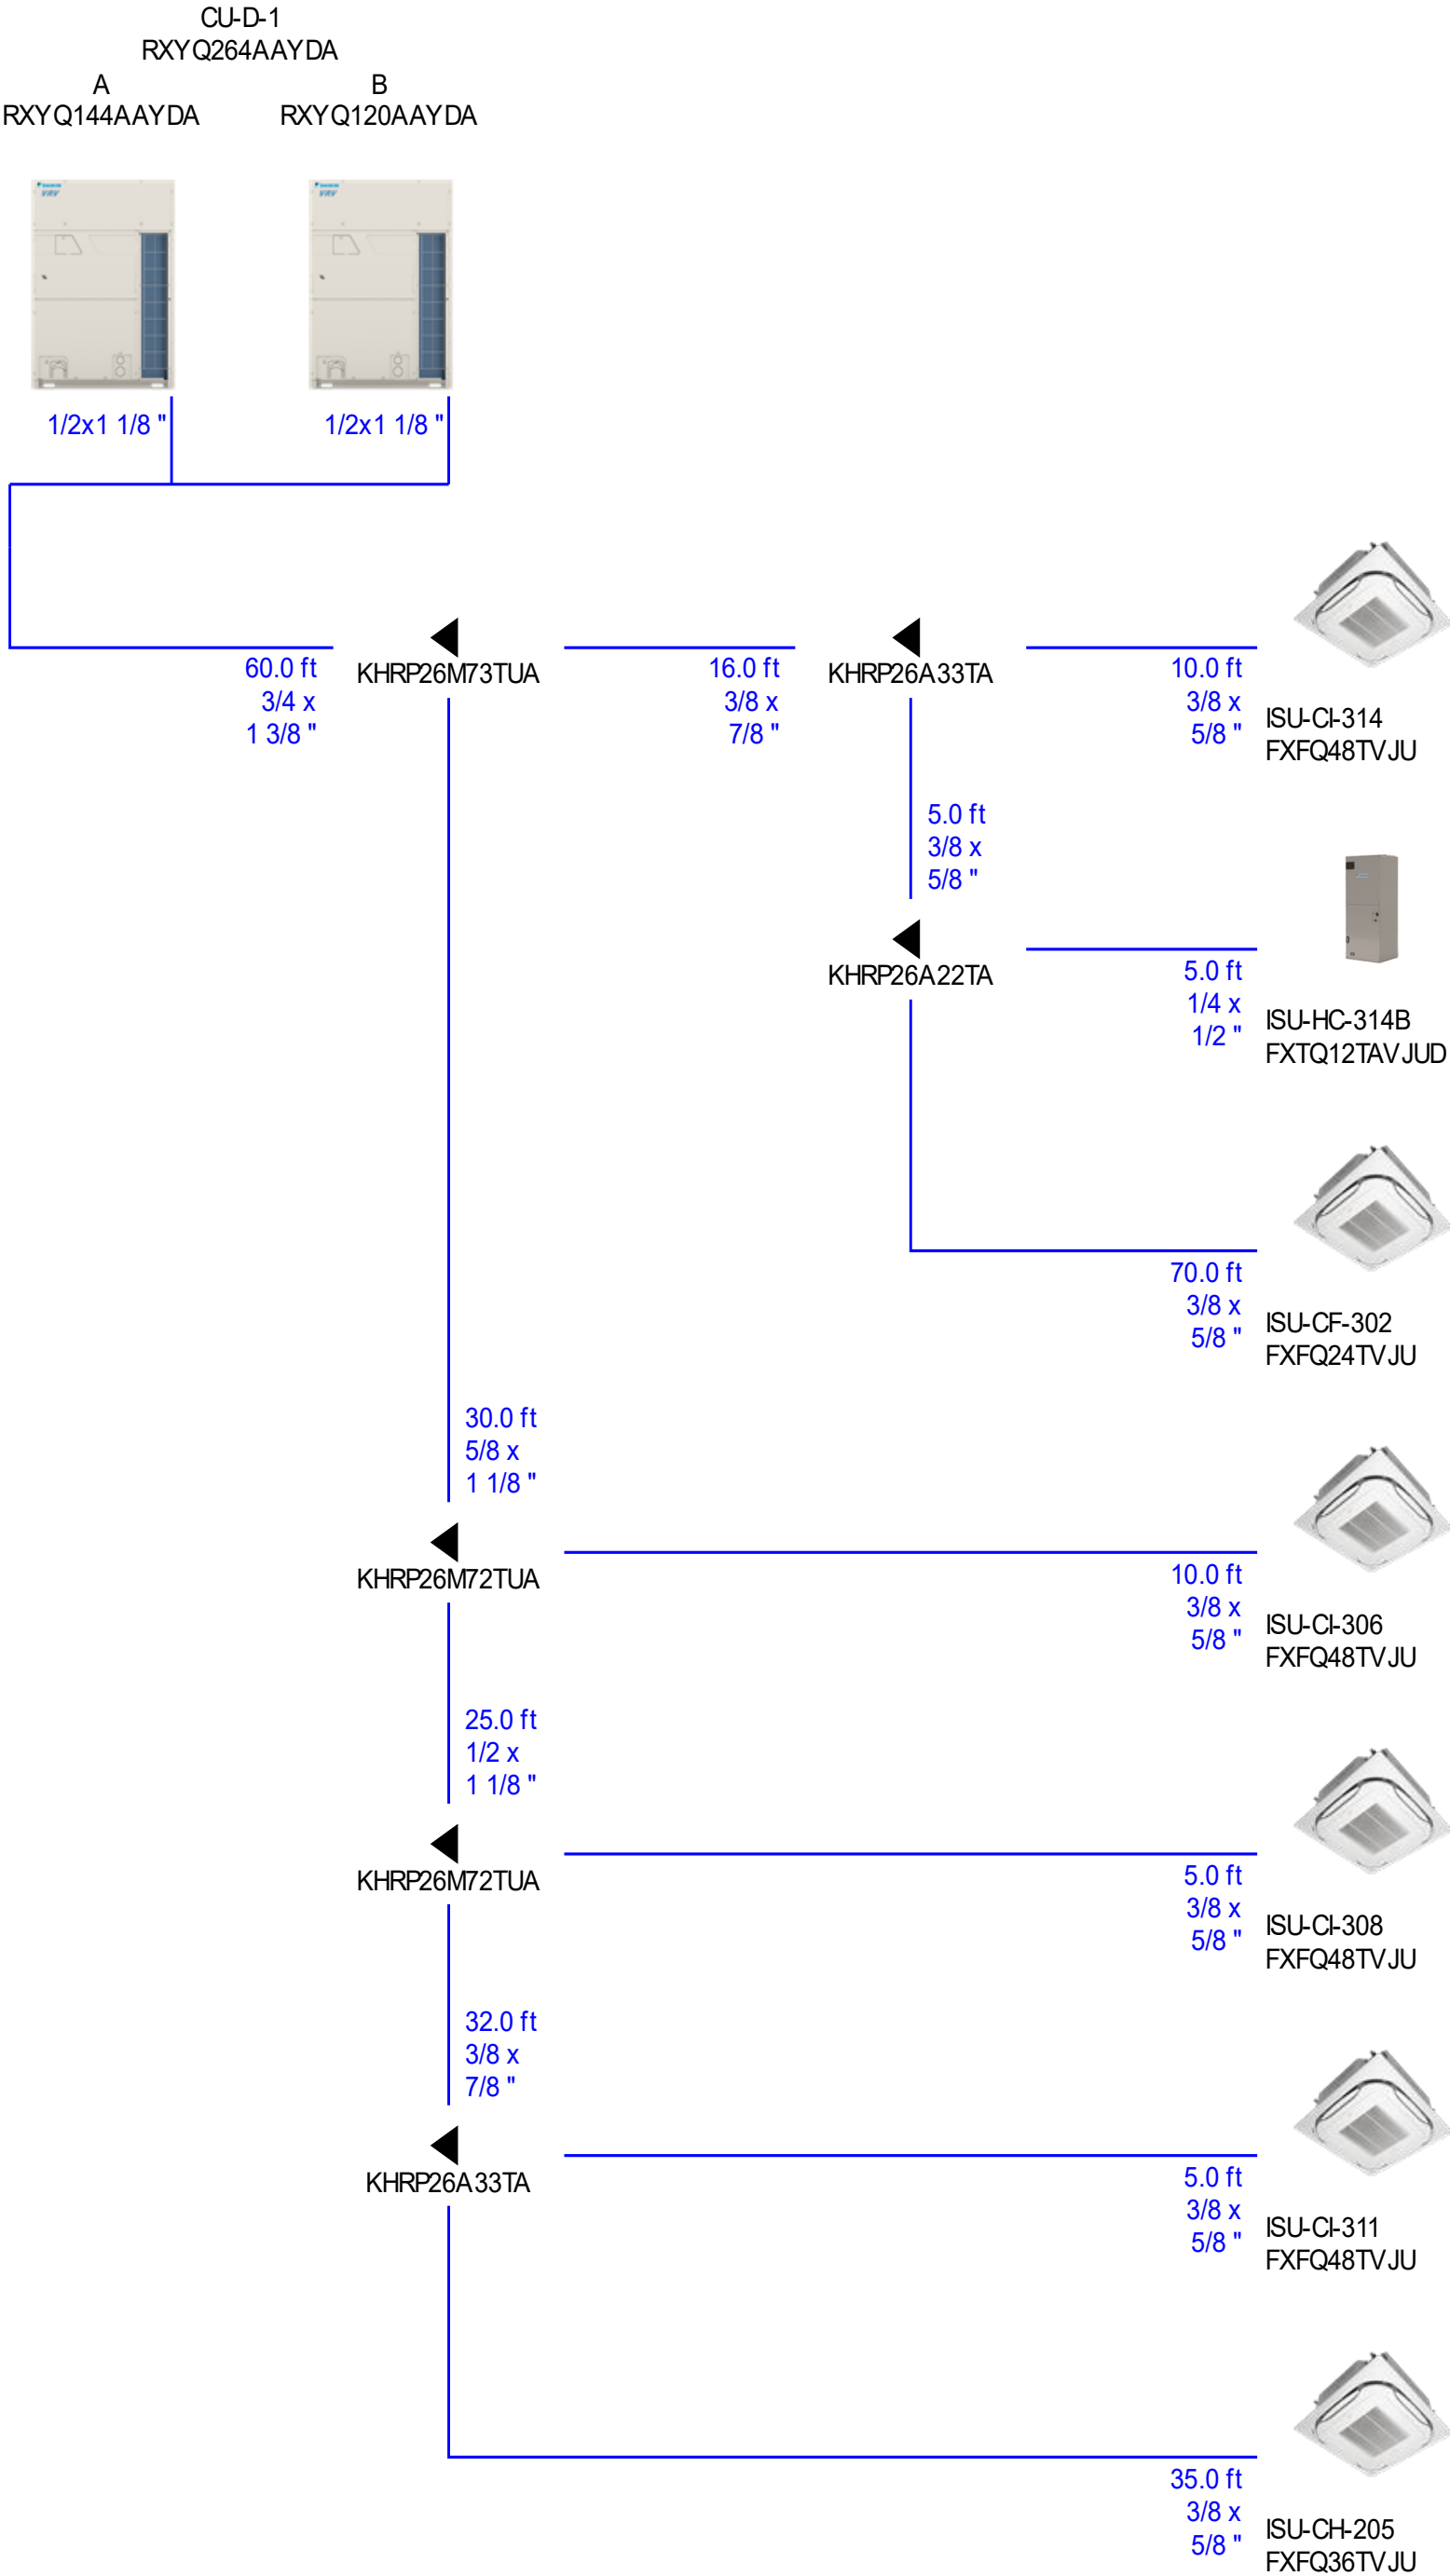 CU-D-1
RXYQ264AAYDA
A
RXYQ144AAYDA
B
RXYQ120AAYDA
DAIKIN
VRV
DAIKIN
VRV
1/2x1 1/8 "
1/2x1 1/8 "
60.0 ft
3/4 x
1 3/8 "
KHRP26M73TUA
16.0 ft
3/8 x
7/8 "
KHRP26A33TA
10.0 ft
3/8 x
5/8 "
ISU-CI-314
FXFQ48TVJU
5.0 ft
3/8 x
5/8 "
KHRP26A22TA
5.0 ft
1/4 x
1/2 "
ISU-HC-314B
FXTQ12TAVJUD
70.0 ft
3/8 x
5/8 "
ISU-CF-302
FXFQ24TVJU
30.0 ft
5/8 x
1 1/8 "
KHRP26M72TUA
10.0 ft
3/8 x
5/8 "
ISU-CI-306
FXFQ48TVJU
25.0 ft
1/2 x
1 1/8 "
KHRP26M72TUA
5.0 ft
3/8 x
5/8 "
ISU-CI-308
FXFQ48TVJU
32.0 ft
3/8 x
7/8 "
KHRP26A33TA
5.0 ft
3/8 x
5/8 "
ISU-CI-311
FXFQ48TVJU
35.0 ft
3/8 x
5/8 "
ISU-CH-205
FXFQ36TVJU